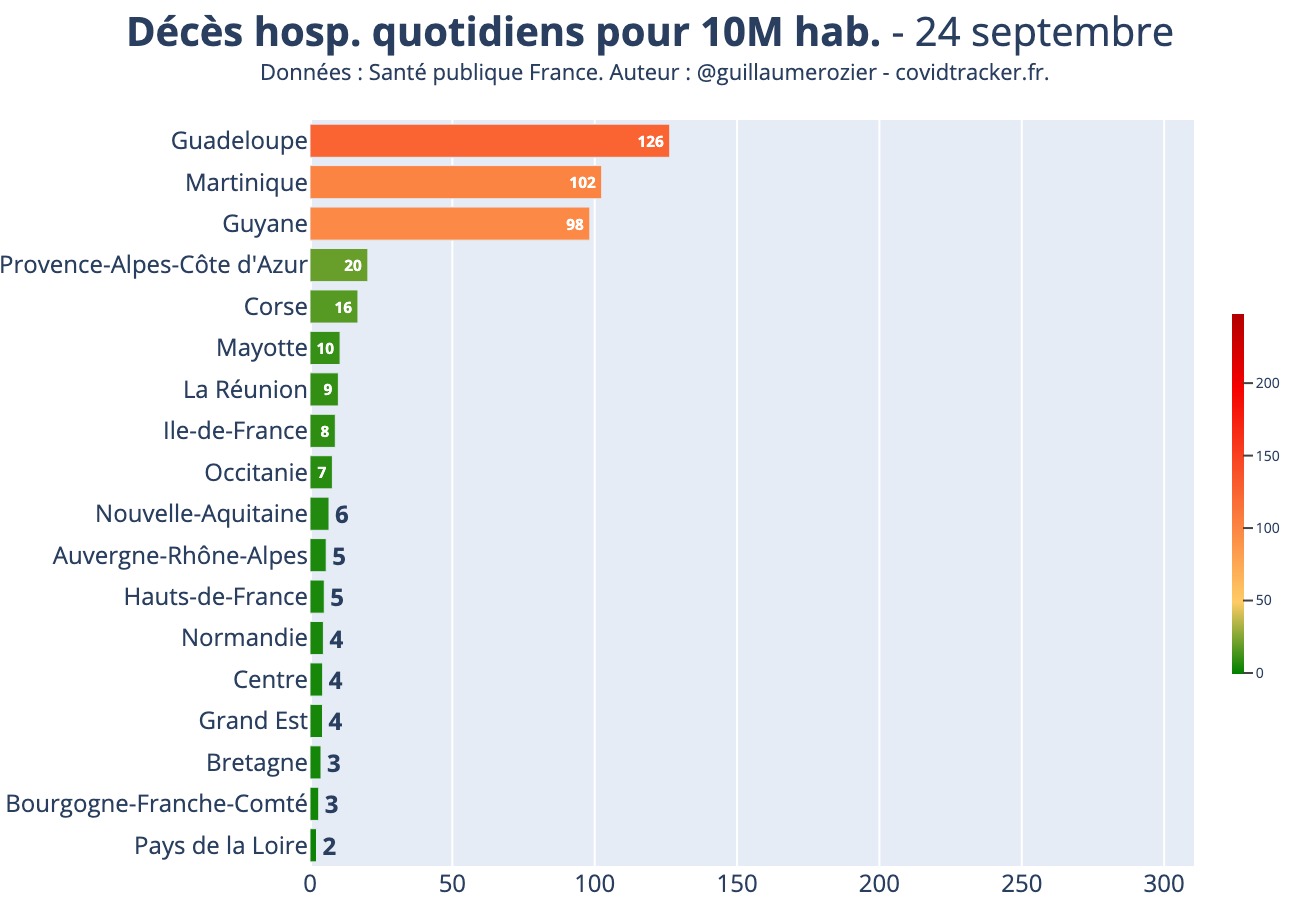 Décès hosp. quotidiens pour 10M hab. - 24 septembre
Données : Santé publique France. Auteur : @guillaumerozier - covidtracker.fr.
Guadeloupe 126
Martinique 102
Guyane 98
Provence-Alpes-Côte d'Azur 20
Corse 16
Mayotte 10
La Réunion 9
Ile-de-France 8
Occitanie 7
Nouvelle-Aquitaine 6
Auvergne-Rhône-Alpes 5
Hauts-de-France 5
Normandie 4
Centre 4
Grand Est 4
Bretagne 3
Bourgogne-Franche-Comté 3
Pays de la Loire 2
0 50 100 150 200 250 300
200
150
100
50
0